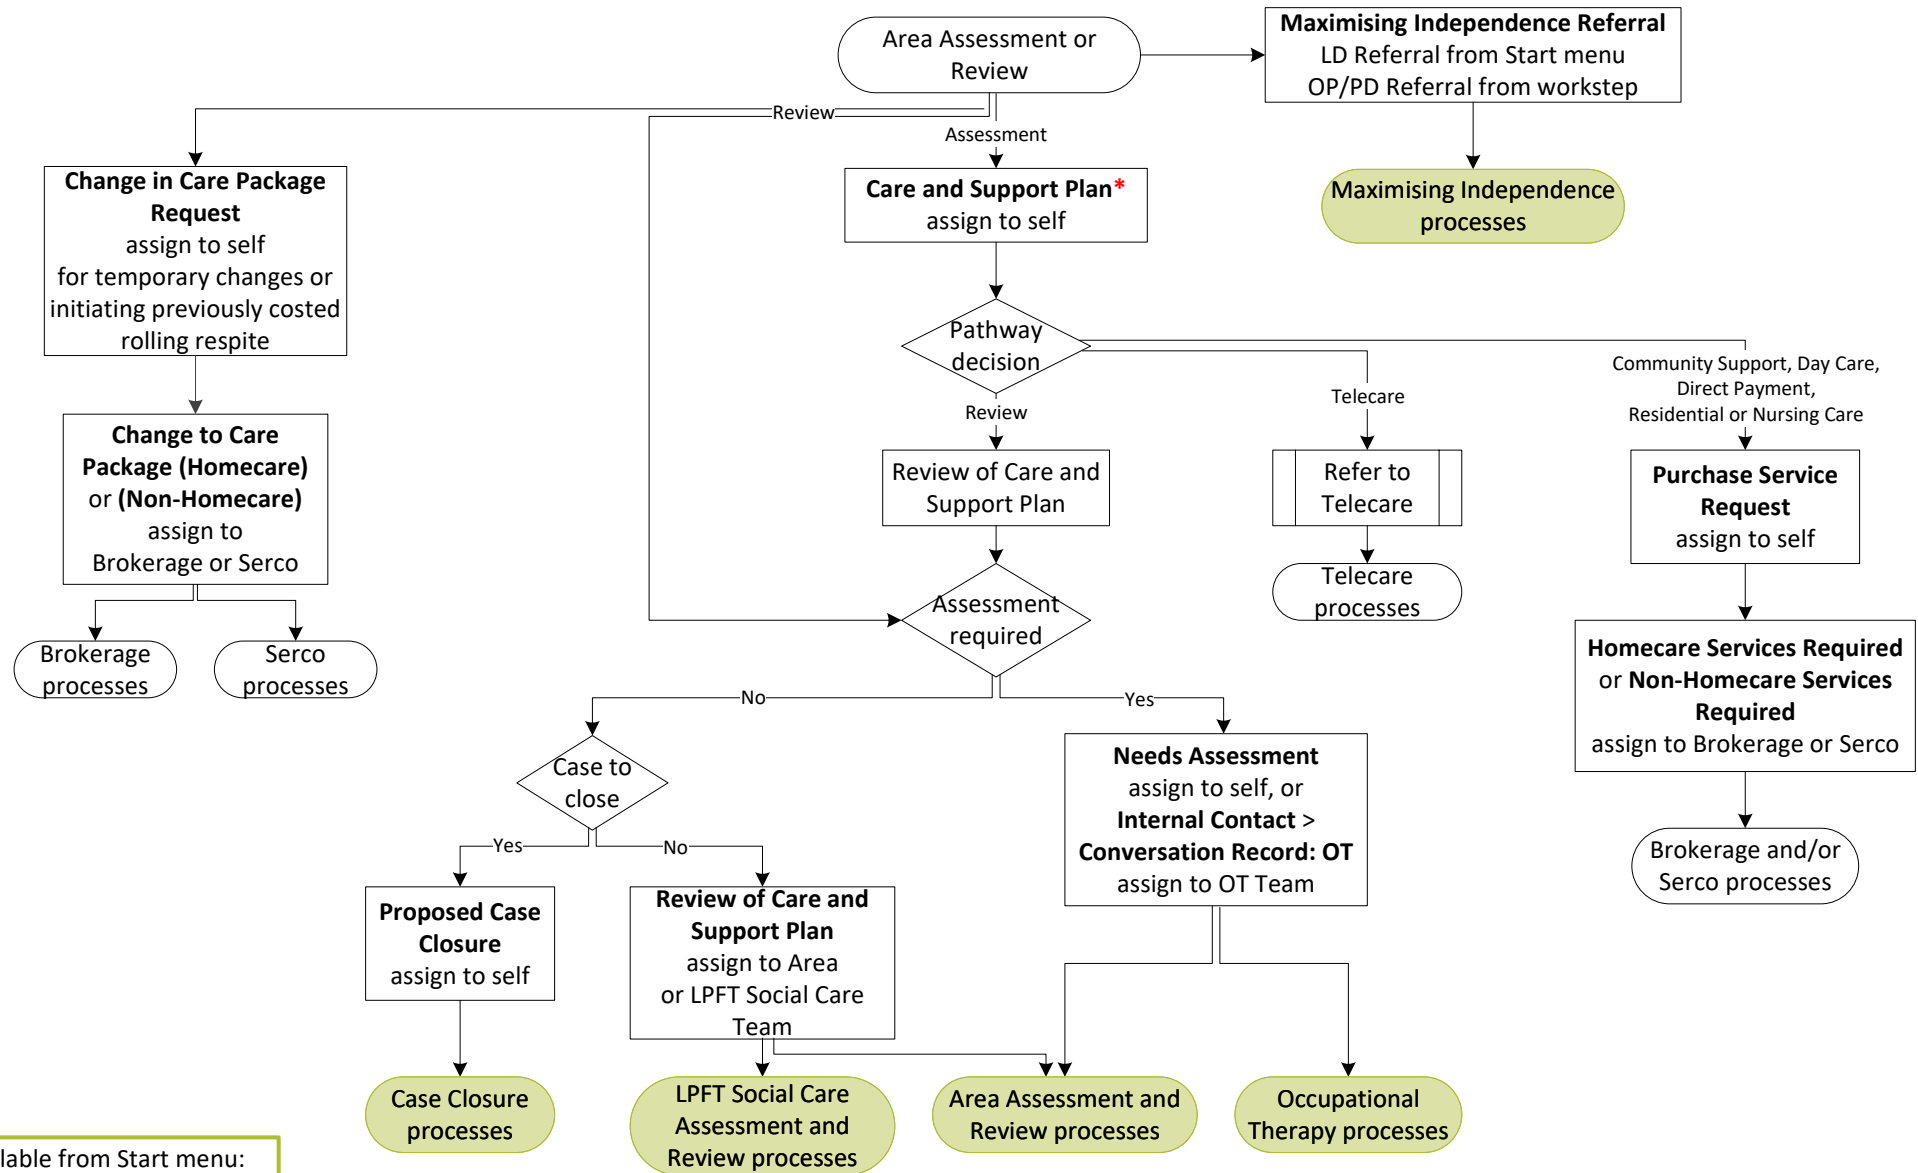 Area Assessment or
Review
Maximising Independence Referral
LD Referral from Start menu
OP/PD Referral from workstep
Review
Assessment
Change in Care Package
Request
assign to self
for temporary changes or
initiating previously costed
rolling respite
Care and Support Plan*
assign to self
Maximising Independence
processes
Pathway
decision
Community Support, Day Care,
Direct Payment,
Residential or Nursing Care
Telecare
Review
Change to Care
Package (Homecare)
or (Non-Homecare)
assign to
Brokerage or Serco
Review of Care and
Support Plan
Refer to
Telecare
Purchase Service
Request
assign to self
Telecare
processes
Assessment
required
Brokerage
processes
Serco
processes
Homecare Services Required
or Non-Homecare Services
Required
assign to Brokerage or Serco
No
Yes
Case to
close
Needs Assessment
assign to self, or
Internal Contact >
Conversation Record: OT
assign to OT Team
Yes
No
Brokerage and/or
Serco processes
Proposed Case
Closure
assign to self
Review of Care and
Support Plan
assign to Area
or LPFT Social Care
Team
Case Closure
processes
LPFT Social Care
Assessment and
Review processes
Area Assessment and
Review processes
Occupational
Therapy processes
lable from Start menu: